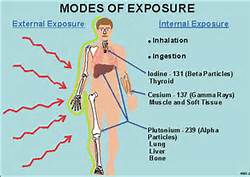 MODES OF EXPOSURE
External Exposure
Internal Exposure
• Inhalation
• Ingestion
Iodine - 131 (Beta Particles)
Thyroid
Cesium - 137 (Gamma Rays)
Muscle and Soft Tissue
Plutonium - 239 (Alpha
Particles)
Lung
Liver
Bone